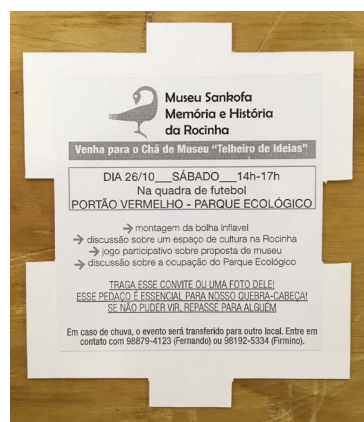 Museu Sankofa
Memória e História
da Rocinha
Venha para o Chá de Museu "Telheiro de Ideias"
DIA 26/10___SÁBADO___14h-17h
Na quadra de futebol
PORTÃO VERMELHO - PARQUE ECOLÓGICO
→ montagem da bolha inflavel
→ discussão sobre um espaço de cultura na Rocinha
→ jogo participativo sobre proposta de museu
→ discussão sobre a ocupação do Parque Ecológico
TRAGA ESSE CONVITE OU UMA FOTO DELE!
ESSE PEDAÇO É ESSENCIAL PARA NOSSO QUEBRA-CABEÇA!
SE NÃO PUDER VIR, REPASSE PARA ALGUÉM
Em caso de chuva, o evento será transferido para outro local. Entre em
contato com 98879-4123 (Fernando) ou 98192-5334 (Firmino).